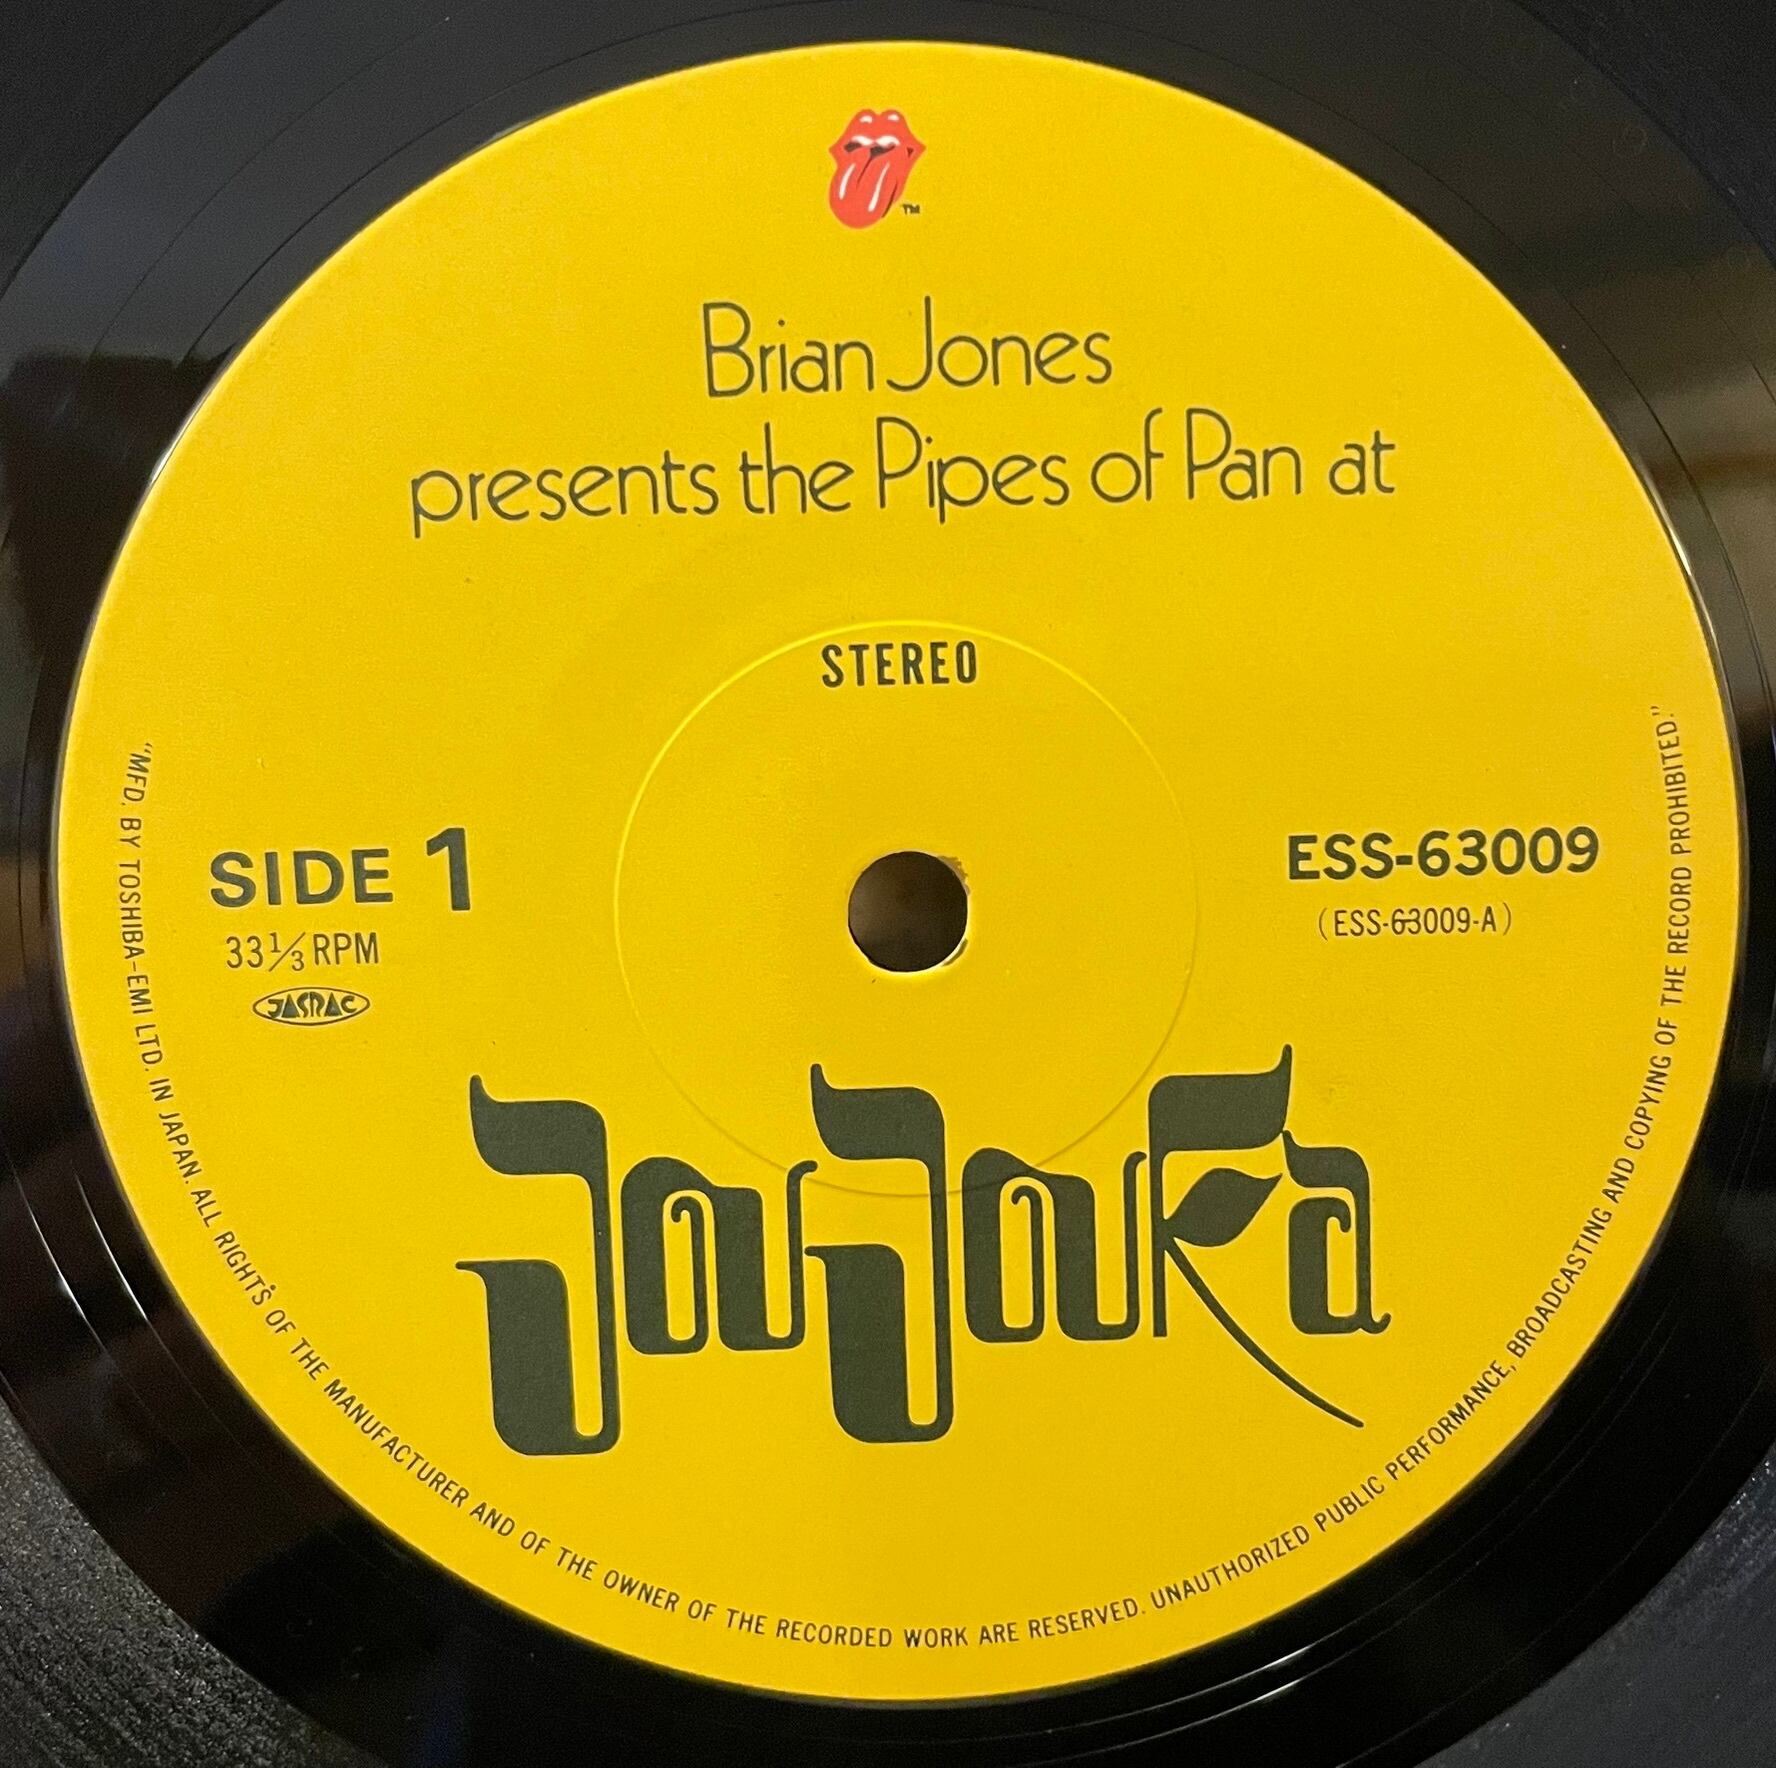 TM
Brian Jones
presents the Pipes of Pan at
STEREO
SIDE 1
33⅓ RPM
JASRAC
ESS-63009
(ESS-63009-A)
JouJouKa
"MFD. BY TOSHIBA-EMI LTD. IN JAPAN. ALL RIGHTS OF THE MANUFACTURER AND OF THE OWNER OF THE RECORDED WORK ARE RESERVED. UNAUTHORIZED PUBLIC PERFORMANCE, BROADCASTING AND COPYING OF THE RECORD PROHIBITED."